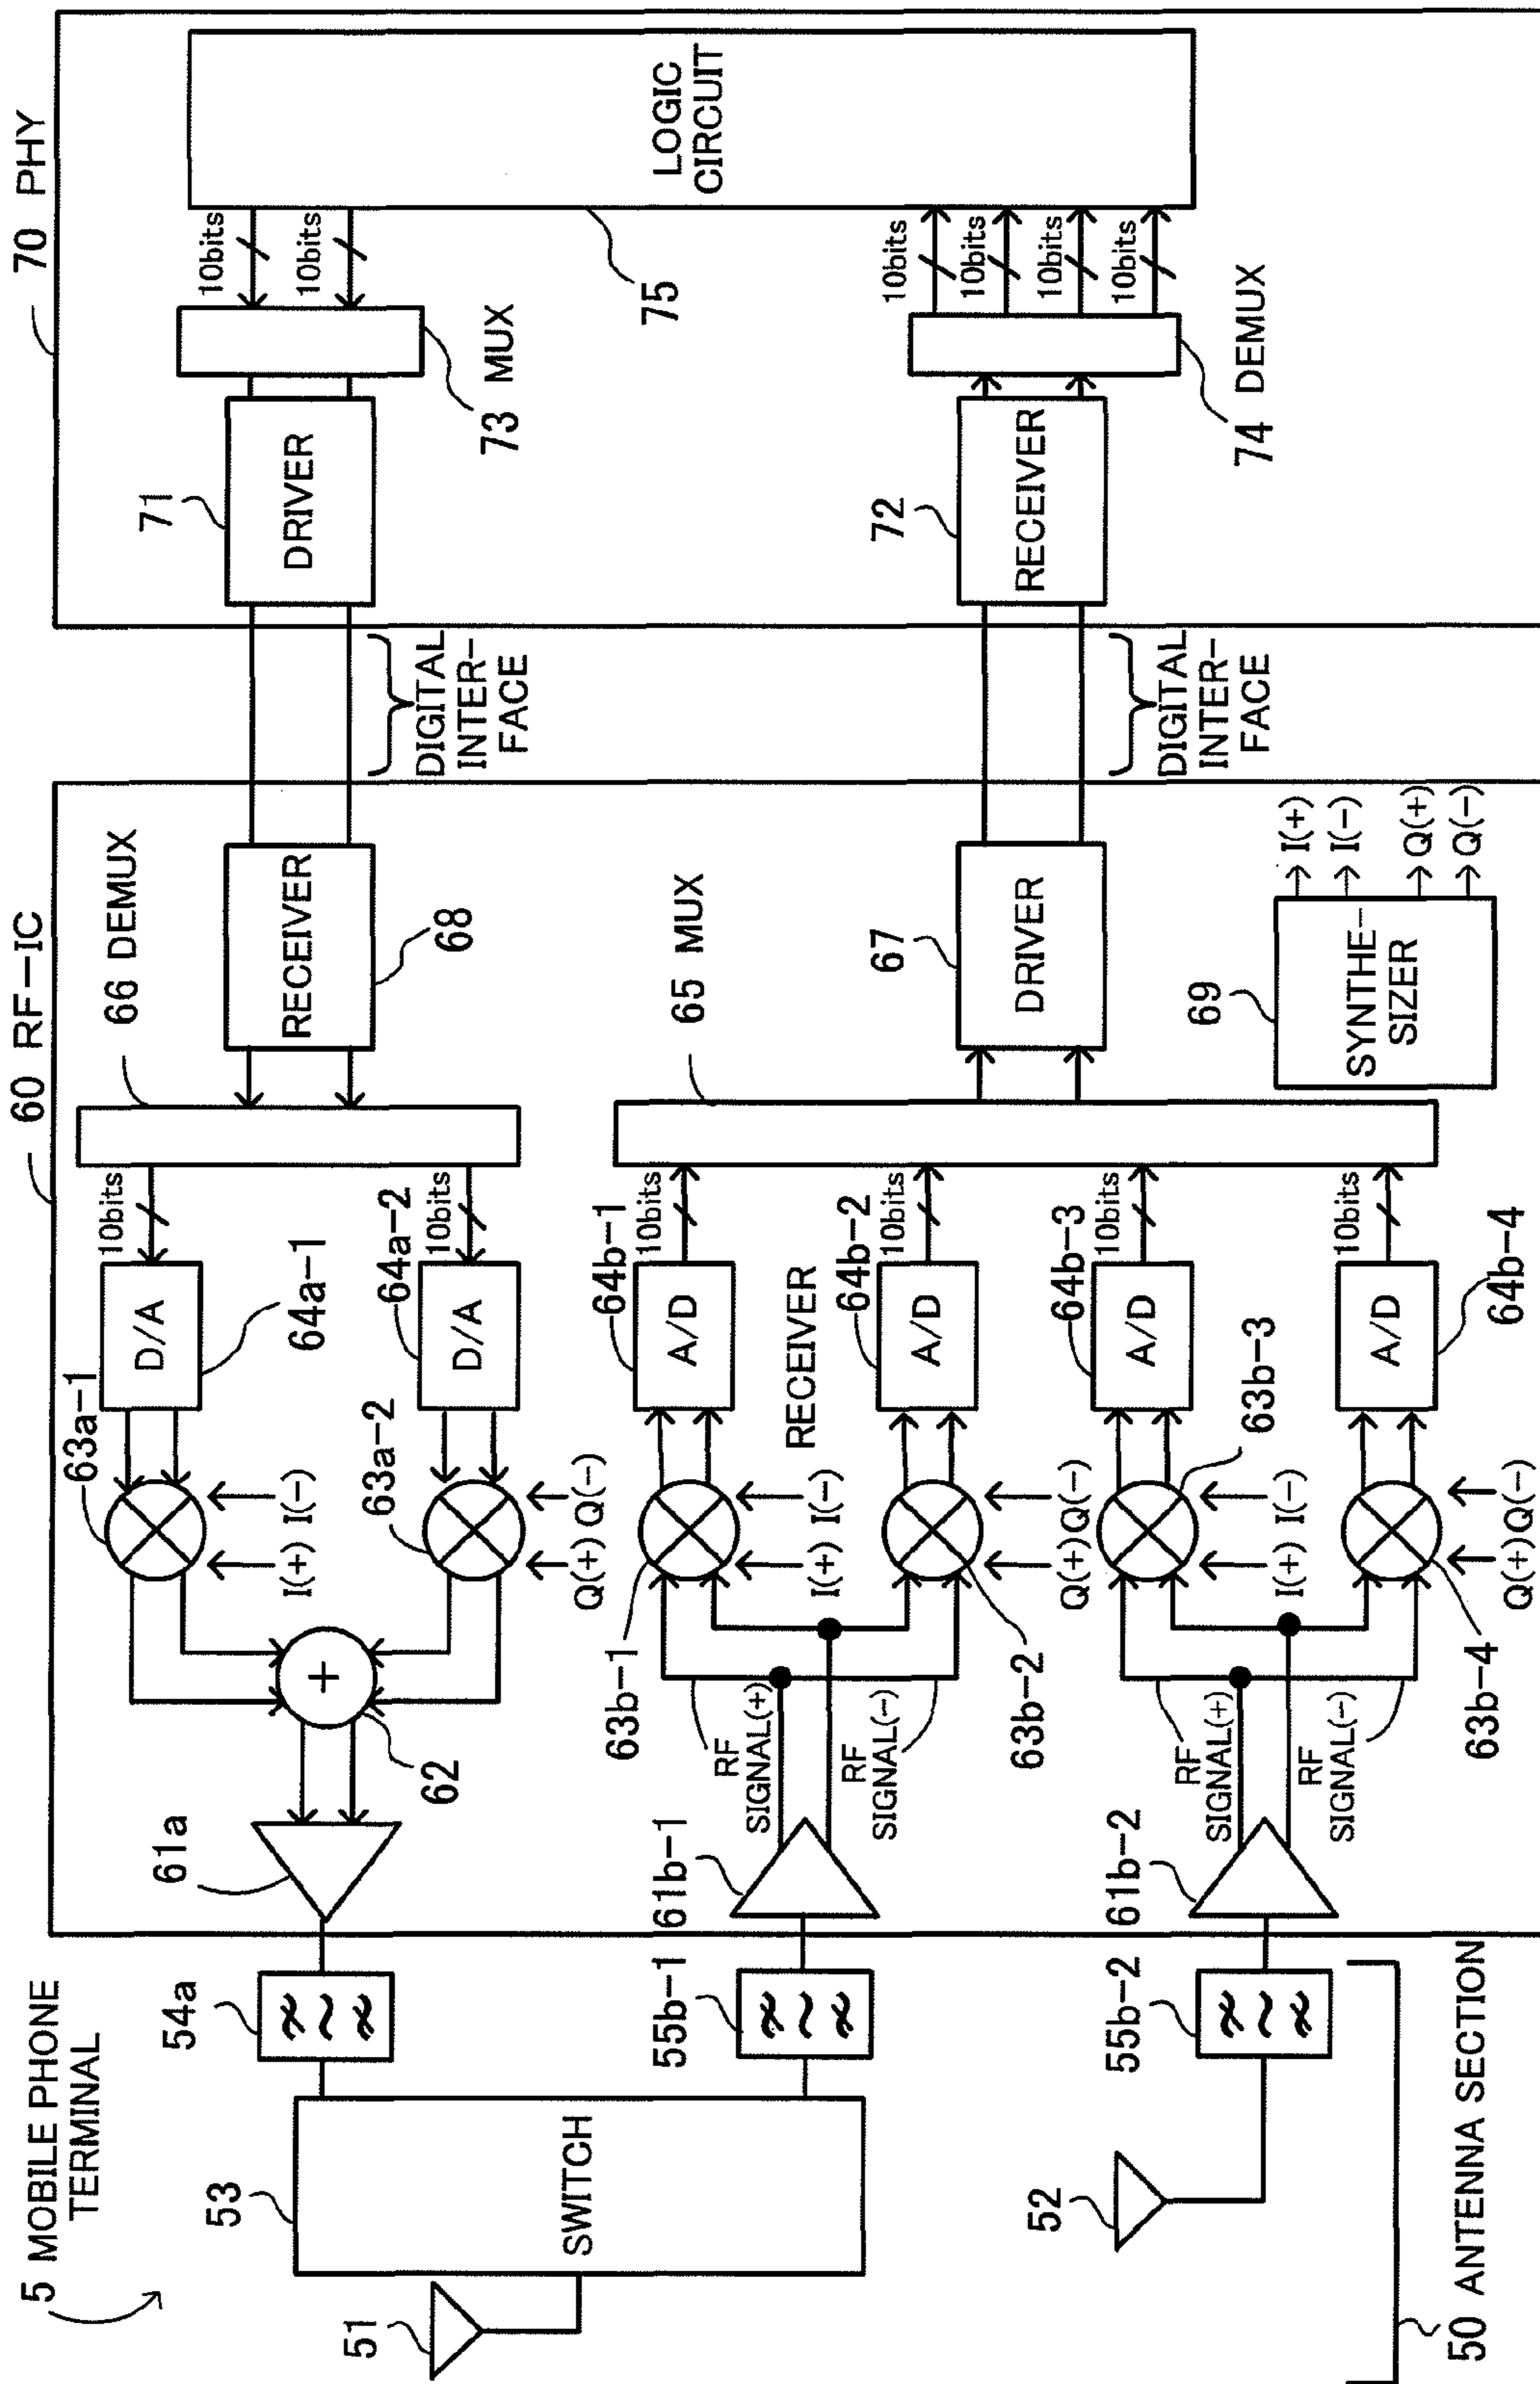 5 MOBILE PHONE
TERMINAL
60 RF-IC
70 PHY
51
53
SWITCH
54a
61a
62
+
63a-1
I(+) I(-)
D/A
64a-1
10bits
66 DEMUX
63a-2
Q(+) Q(-)
D/A
64a-2
10bits
RECEIVER
68
DIGITAL
INTER-
FACE
71
DRIVER
73 MUX
10bits
10bits
LOGIC
CIRCUIT
75
55b-1
61b-1
RF
SIGNAL(+)
RF
SIGNAL(-)
63b-1
I(+) I(-)
A/D
64b-1
10bits
65 MUX
63b-2
Q(+) Q(-)
RECEIVER
A/D
64b-2
10bits
67
DRIVER
DIGITAL
INTER-
FACE
72
RECEIVER
74 DEMUX
10bits
10bits
10bits
10bits
52
55b-2
61b-2
RF
SIGNAL(+)
RF
SIGNAL(-)
63b-3
I(+) I(-)
A/D
64b-3
10bits
63b-4
Q(+) Q(-)
A/D
64b-4
10bits
69
SYNTHE-
SIZER
I(+)
I(-)
Q(+)
Q(-)
50 ANTENNA SECTION